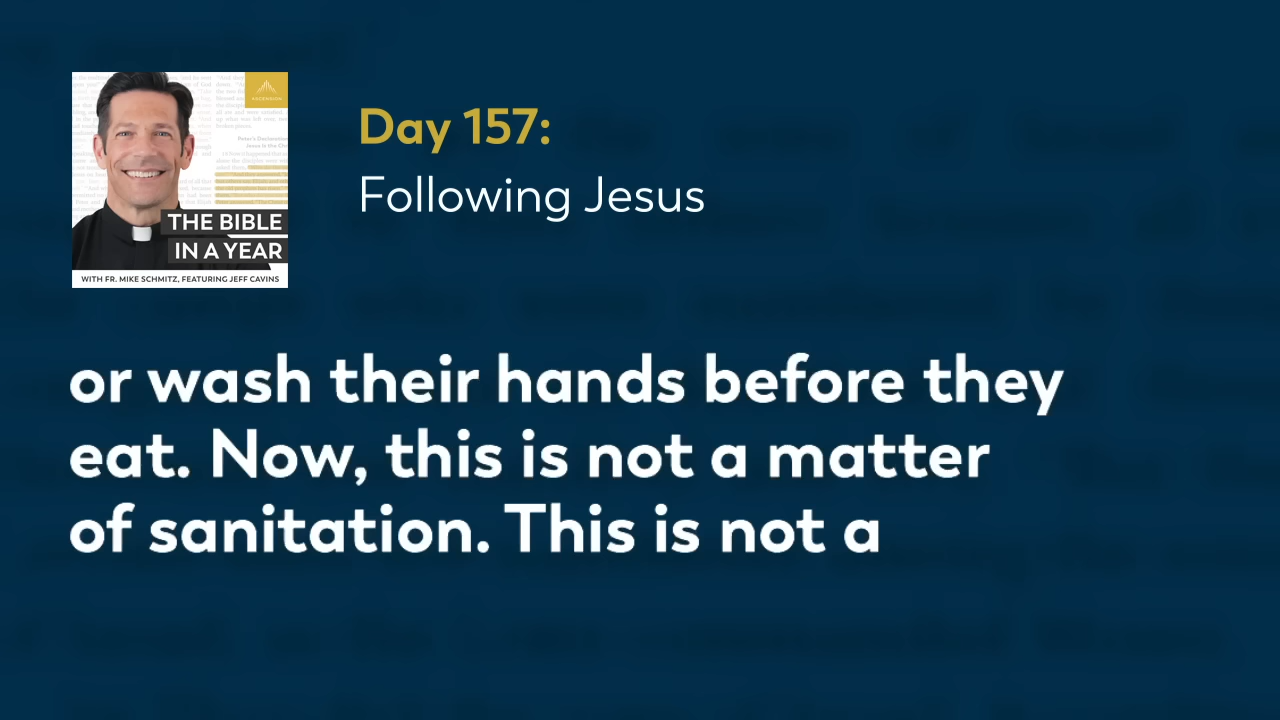 ASCENSION
THE BIBLE
IN A YEAR
WITH FR. MIKE SCHMITZ, FEATURING JEFF CAVINS
Day 157:
Following Jesus
or wash their hands before they
eat. Now, this is not a matter
of sanitation. This is not a